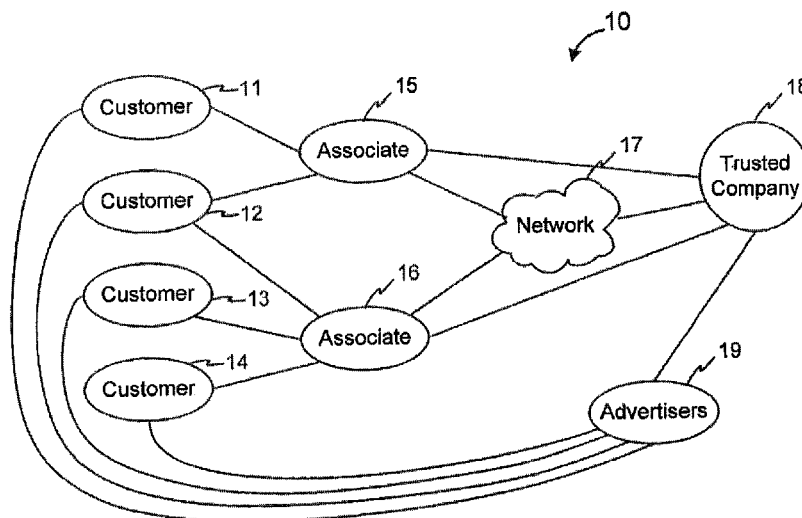 10
11
Customer
15
Associate
18
Trusted
Company
17
Network
Customer
12
Customer
13
16
Associate
14
Customer
19
Advertisers